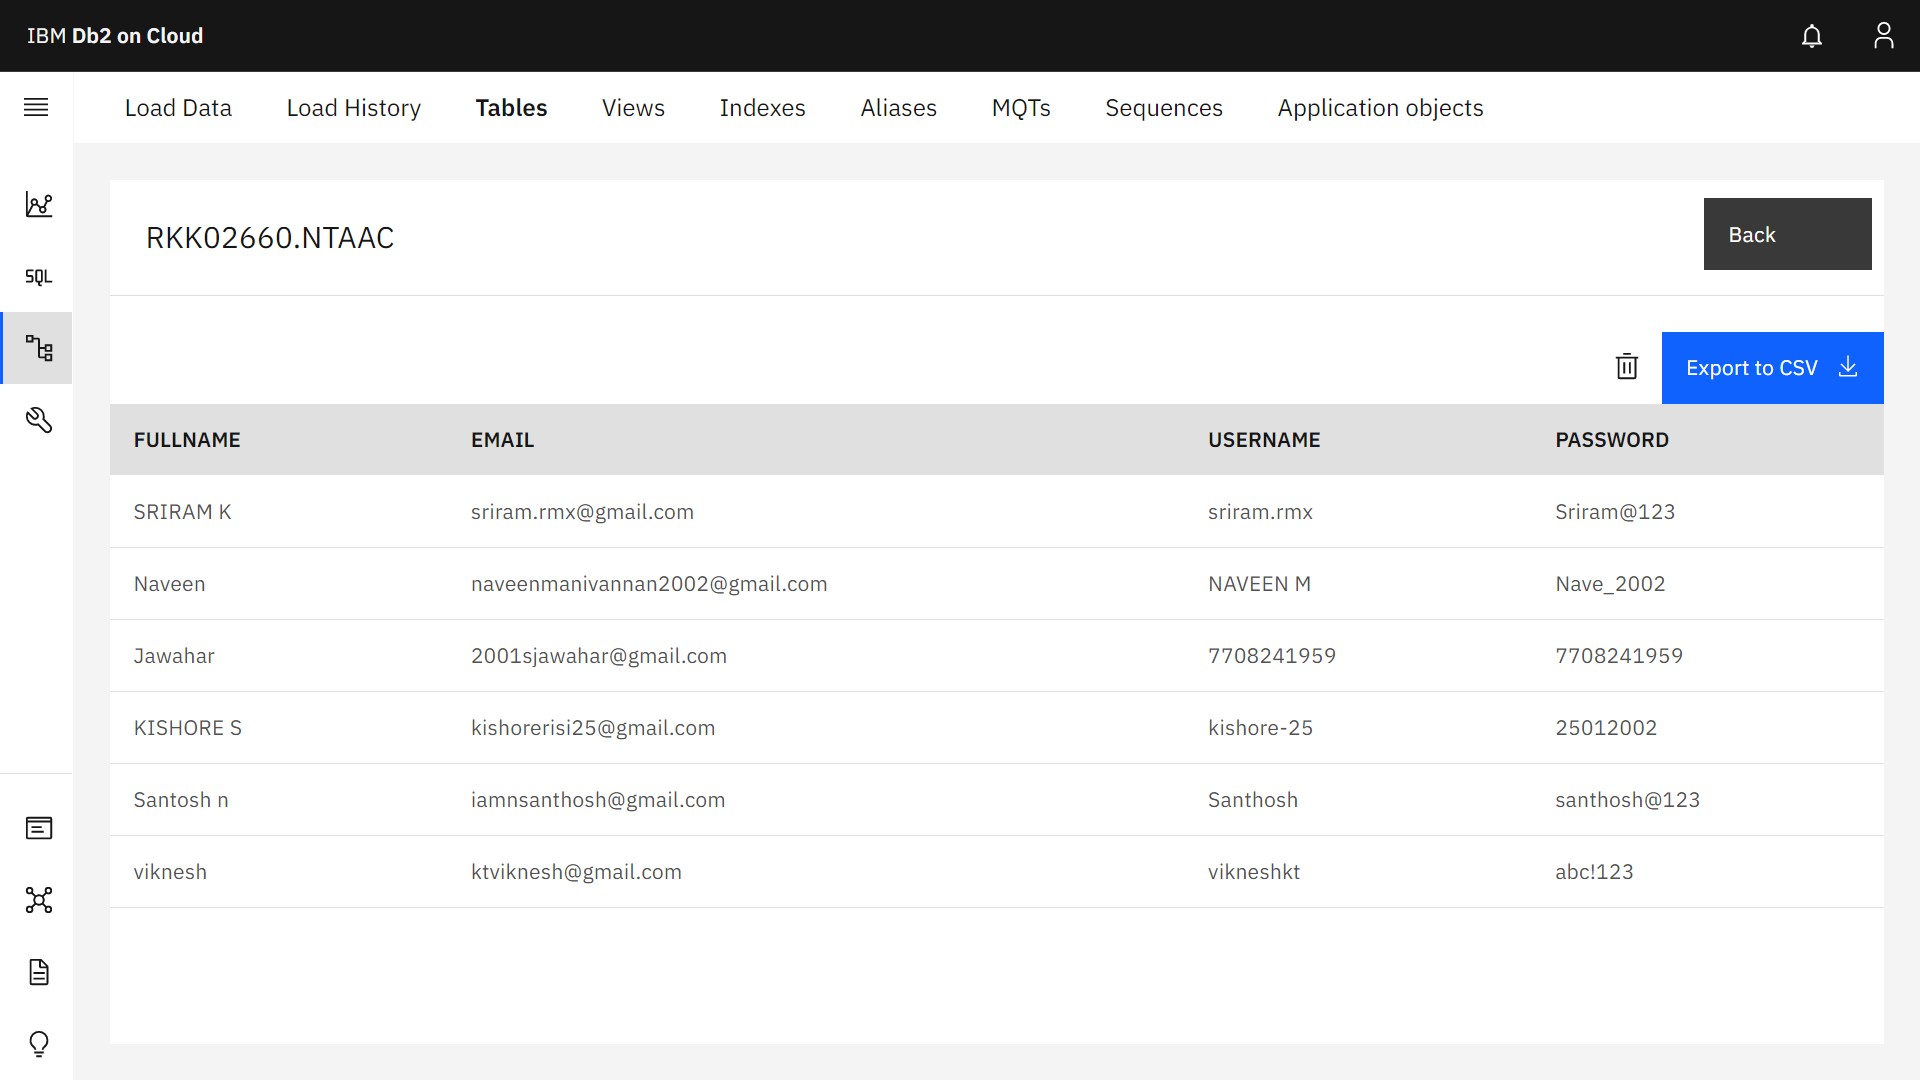 IBM Db2 on Cloud
Load Data Load History Tables Views Indexes Aliases MQTs Sequences Application objects
RKK02660.NTAAC
Back
SQL
Export to CSV
FULLNAME EMAIL USERNAME PASSWORD
SRIRAM K sriram.rmx@gmail.com sriram.rmx Sriram@123
Naveen naveenmanivannan2002@gmail.com NAVEEN M Nave_2002
Jawahar 2001sjawahar@gmail.com 7708241959 7708241959
KISHORE S kishorerisi25@gmail.com kishore-25 25012002
Santosh n iamnsanthosh@gmail.com Santhosh santhosh@123
viknesh ktviknesh@gmail.com vikneshkt abc!123